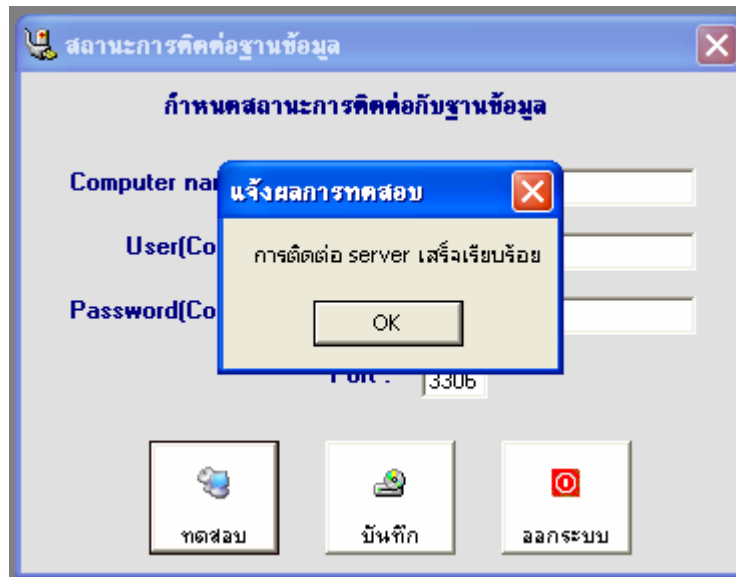 สถานะการติดต่อฐานข้อมูล
กำหนดสถานะการติดต่อกับฐานข้อมูล
Computer
แจ้งผลการทดสอบ
User(Co
การติดต่อ server เสร็จเรียบร้อย
Password(Co
OK
Port :
3306
ทดสอบ
บันทึก
ออกระบบ